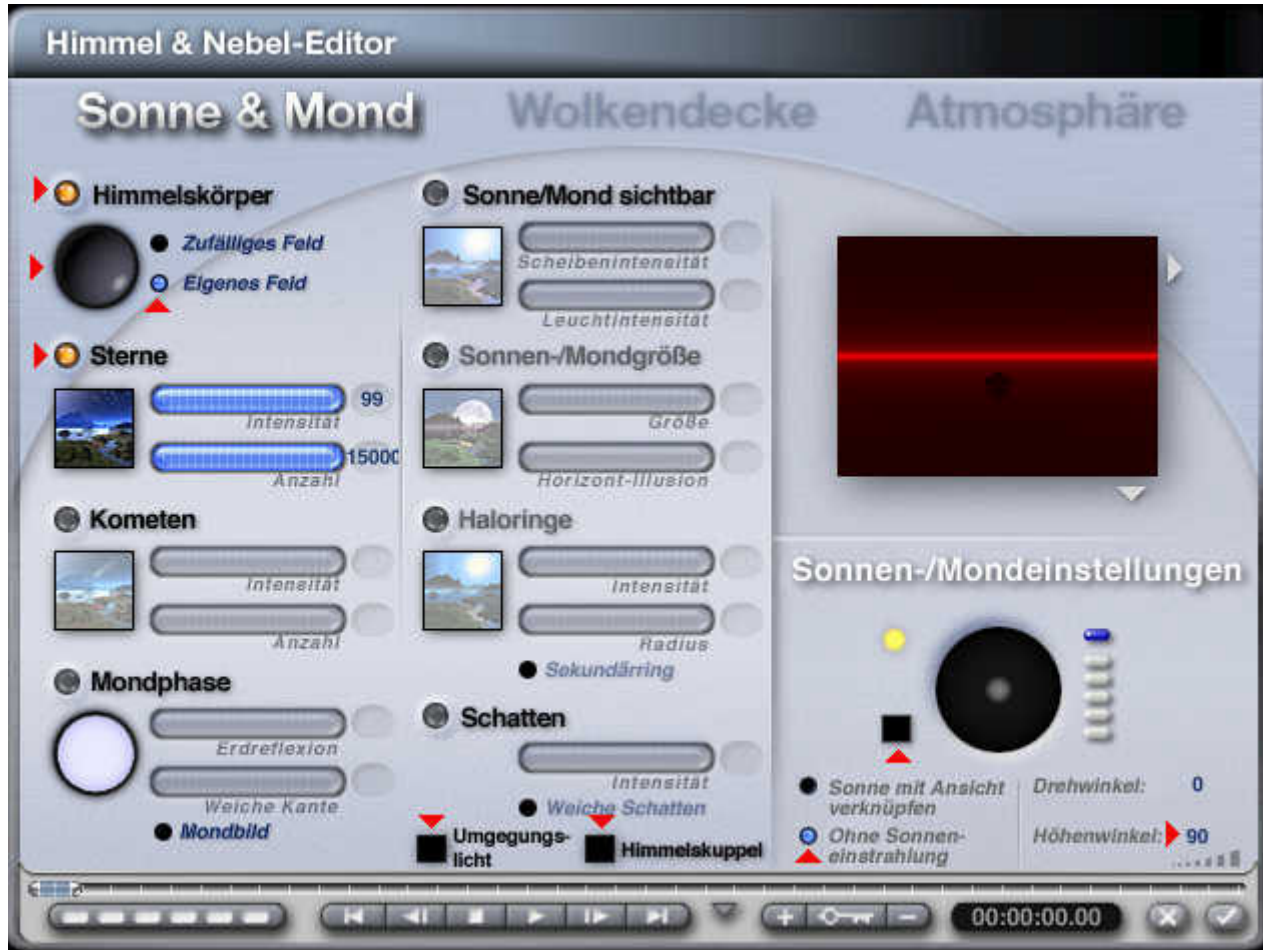 Himmel & Nebel-Editor
Sonne & Mond
Wolkendecke
Atmosphäre
Himmelskörper
Zufälliges Feld
Eigenes Feld
Sterne
99
Intensität
15000
Anzahl
Kometen
Intensität
Anzahl
Mondphase
Erdreflexion
Weiche Kante
Mondbild
Sonne/Mond sichtbar
Scheibenintensität
Leuchtintensität
Sonnen-/Mondgröße
Größe
Horizont-Illusion
Haloringe
Intensität
Radius
Sekundärring
Schatten
Intensität
Weiche Schatten
Umgegungs-
licht
Himmelskuppel
Sonnen-/Mondeinstellungen
Sonne mit Ansicht
verknüpfen
Ohne Sonnen-
einstrahlung
Drehwinkel: 0
Höhenwinkel: 90
00:00:00.00